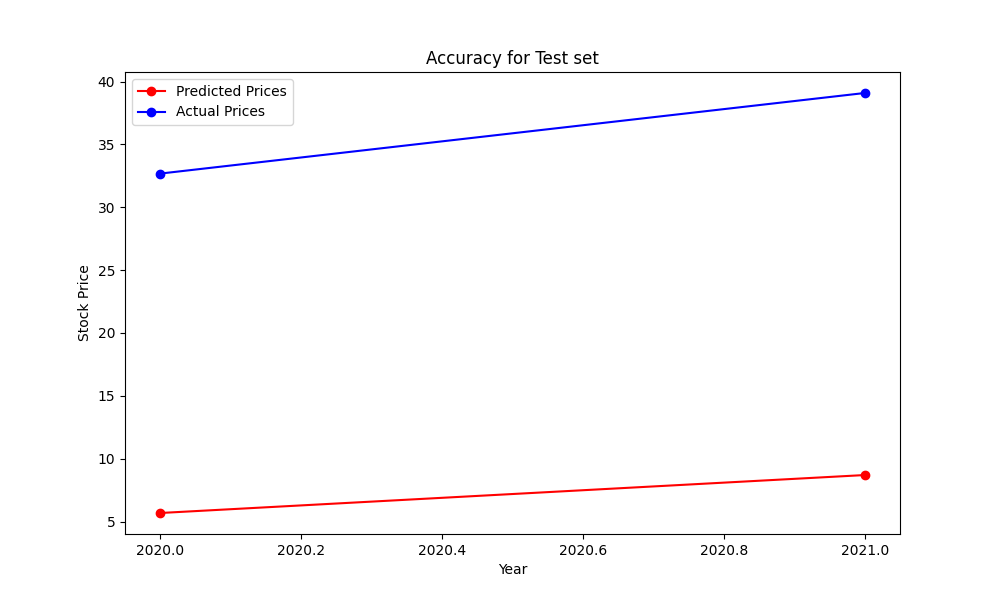 Accuracy for Test set
Predicted Prices
Actual Prices
40
35
30
25
20
15
10
5
Stock Price
2020.0 2020.2 2020.4 2020.6 2020.8 2021.0
Year